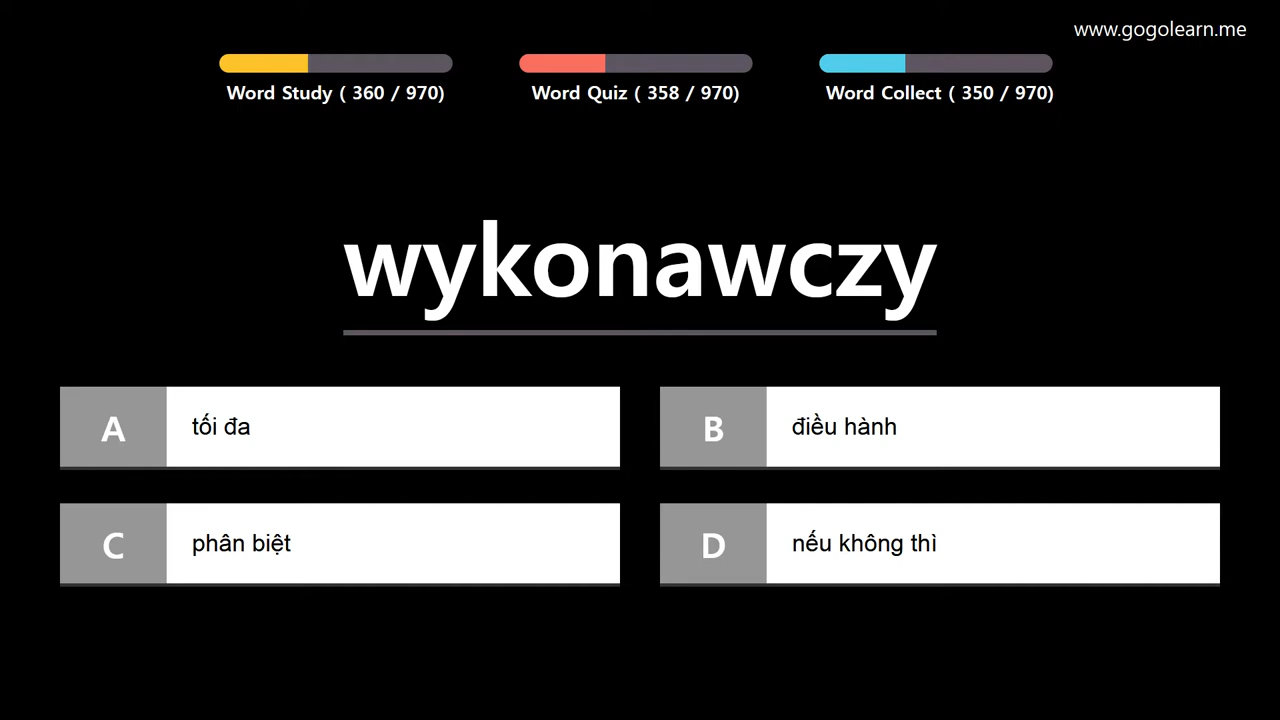 www.gogolearn.me
Word Study ( 360 / 970)
Word Quiz ( 358 / 970)
Word Collect ( 350 / 970)
wykonawczy
A tối đa
B điều hành
C phân biệt
D nếu không thì